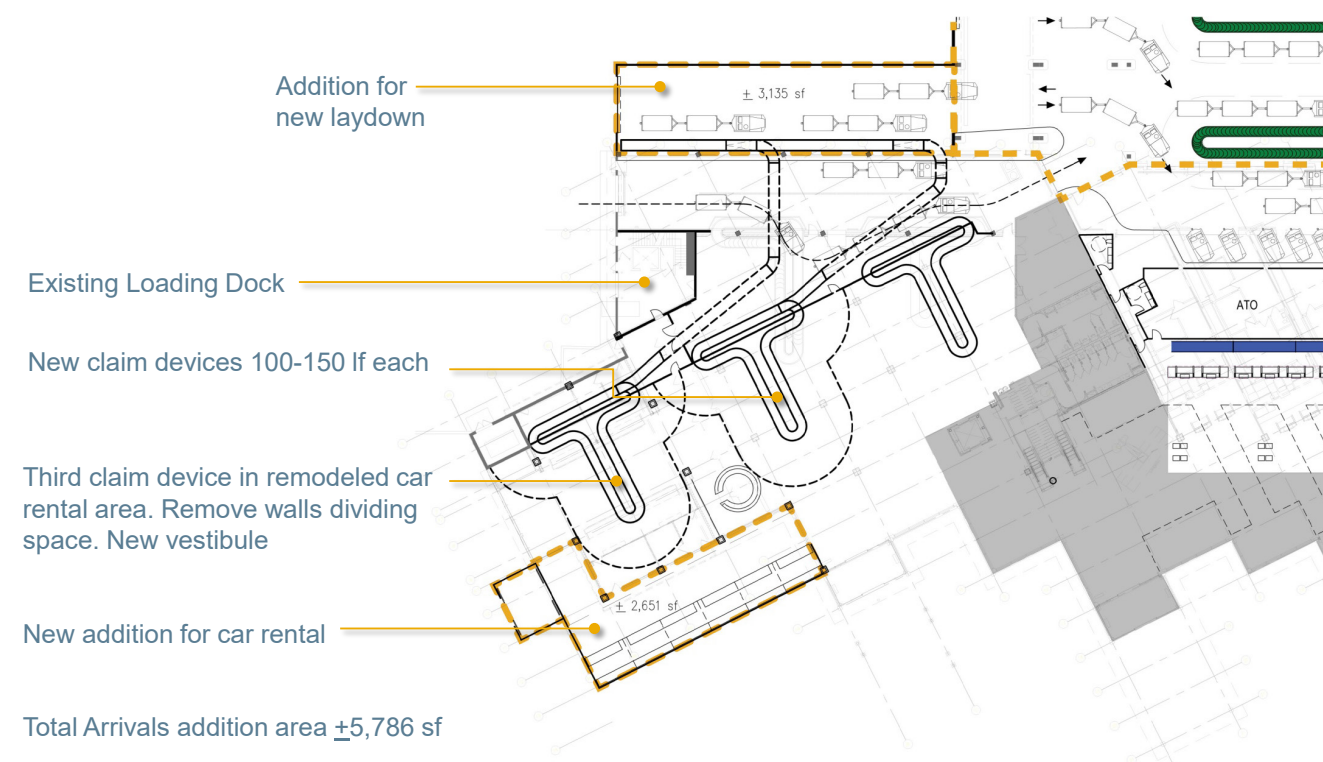 Addition for
new laydown
± 3,135 sf
Existing Loading Dock
ATO
New claim devices 100-150 lf each
Third claim device in remodeled car
rental area. Remove walls dividing
space. New vestibule
± 2,651 sf
New addition for car rental
Total Arrivals addition area ±5,786 sf